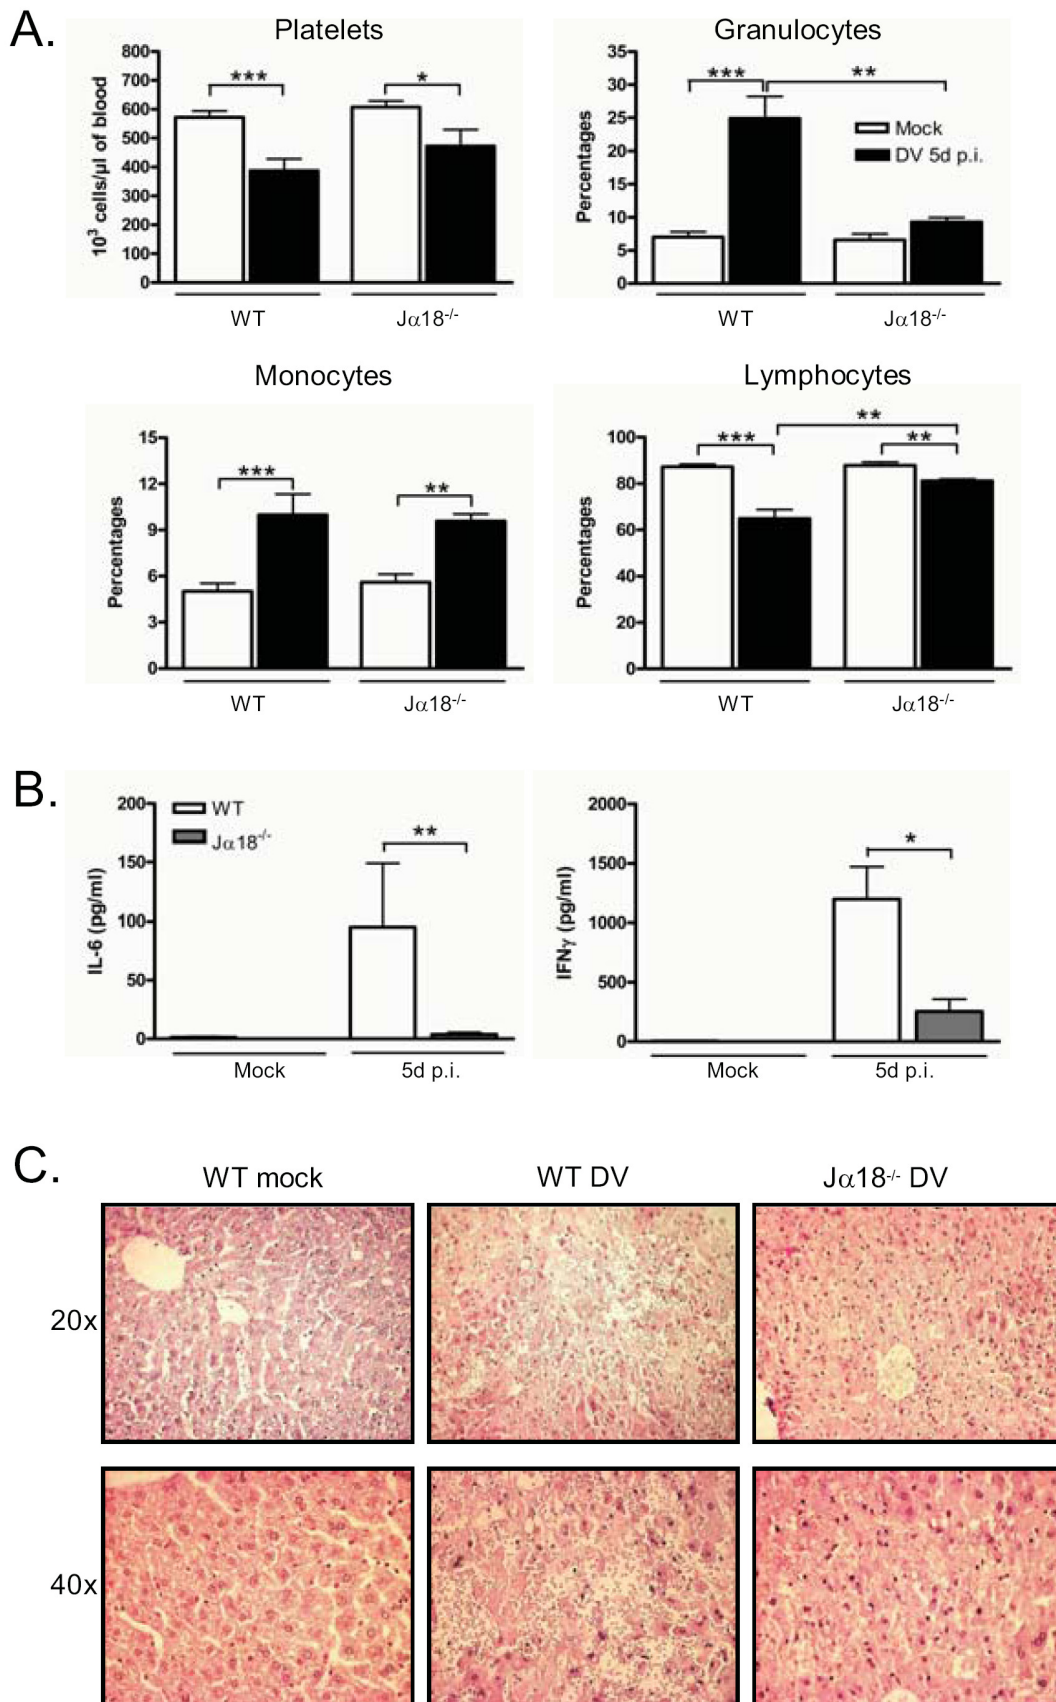 A.
Platelets
Granulocytes
10³ cells/µl of blood
800
700
600
500
400
300
200
100
0
***
*
WT
Jα18-/-
Percentages
35
30
25
20
15
10
5
0
***
**
Mock
DV 5d p.i.
WT
Jα18-/-
Monocytes
Lymphocytes
Percentages
15
12
9
6
3
0
***
**
WT
Jα18-/-
Percentages
100
80
60
40
20
0
***
**
**
WT
Jα18-/-
B.
IL-6 (pg/ml)
200
150
100
50
0
WT
Jα18-/-
**
Mock
5d p.i.
IFNγ (pg/ml)
2000
1500
1000
500
0
*
Mock
5d p.i.
C.
WT mock
WT DV
Jα18-/- DV
20x
40x